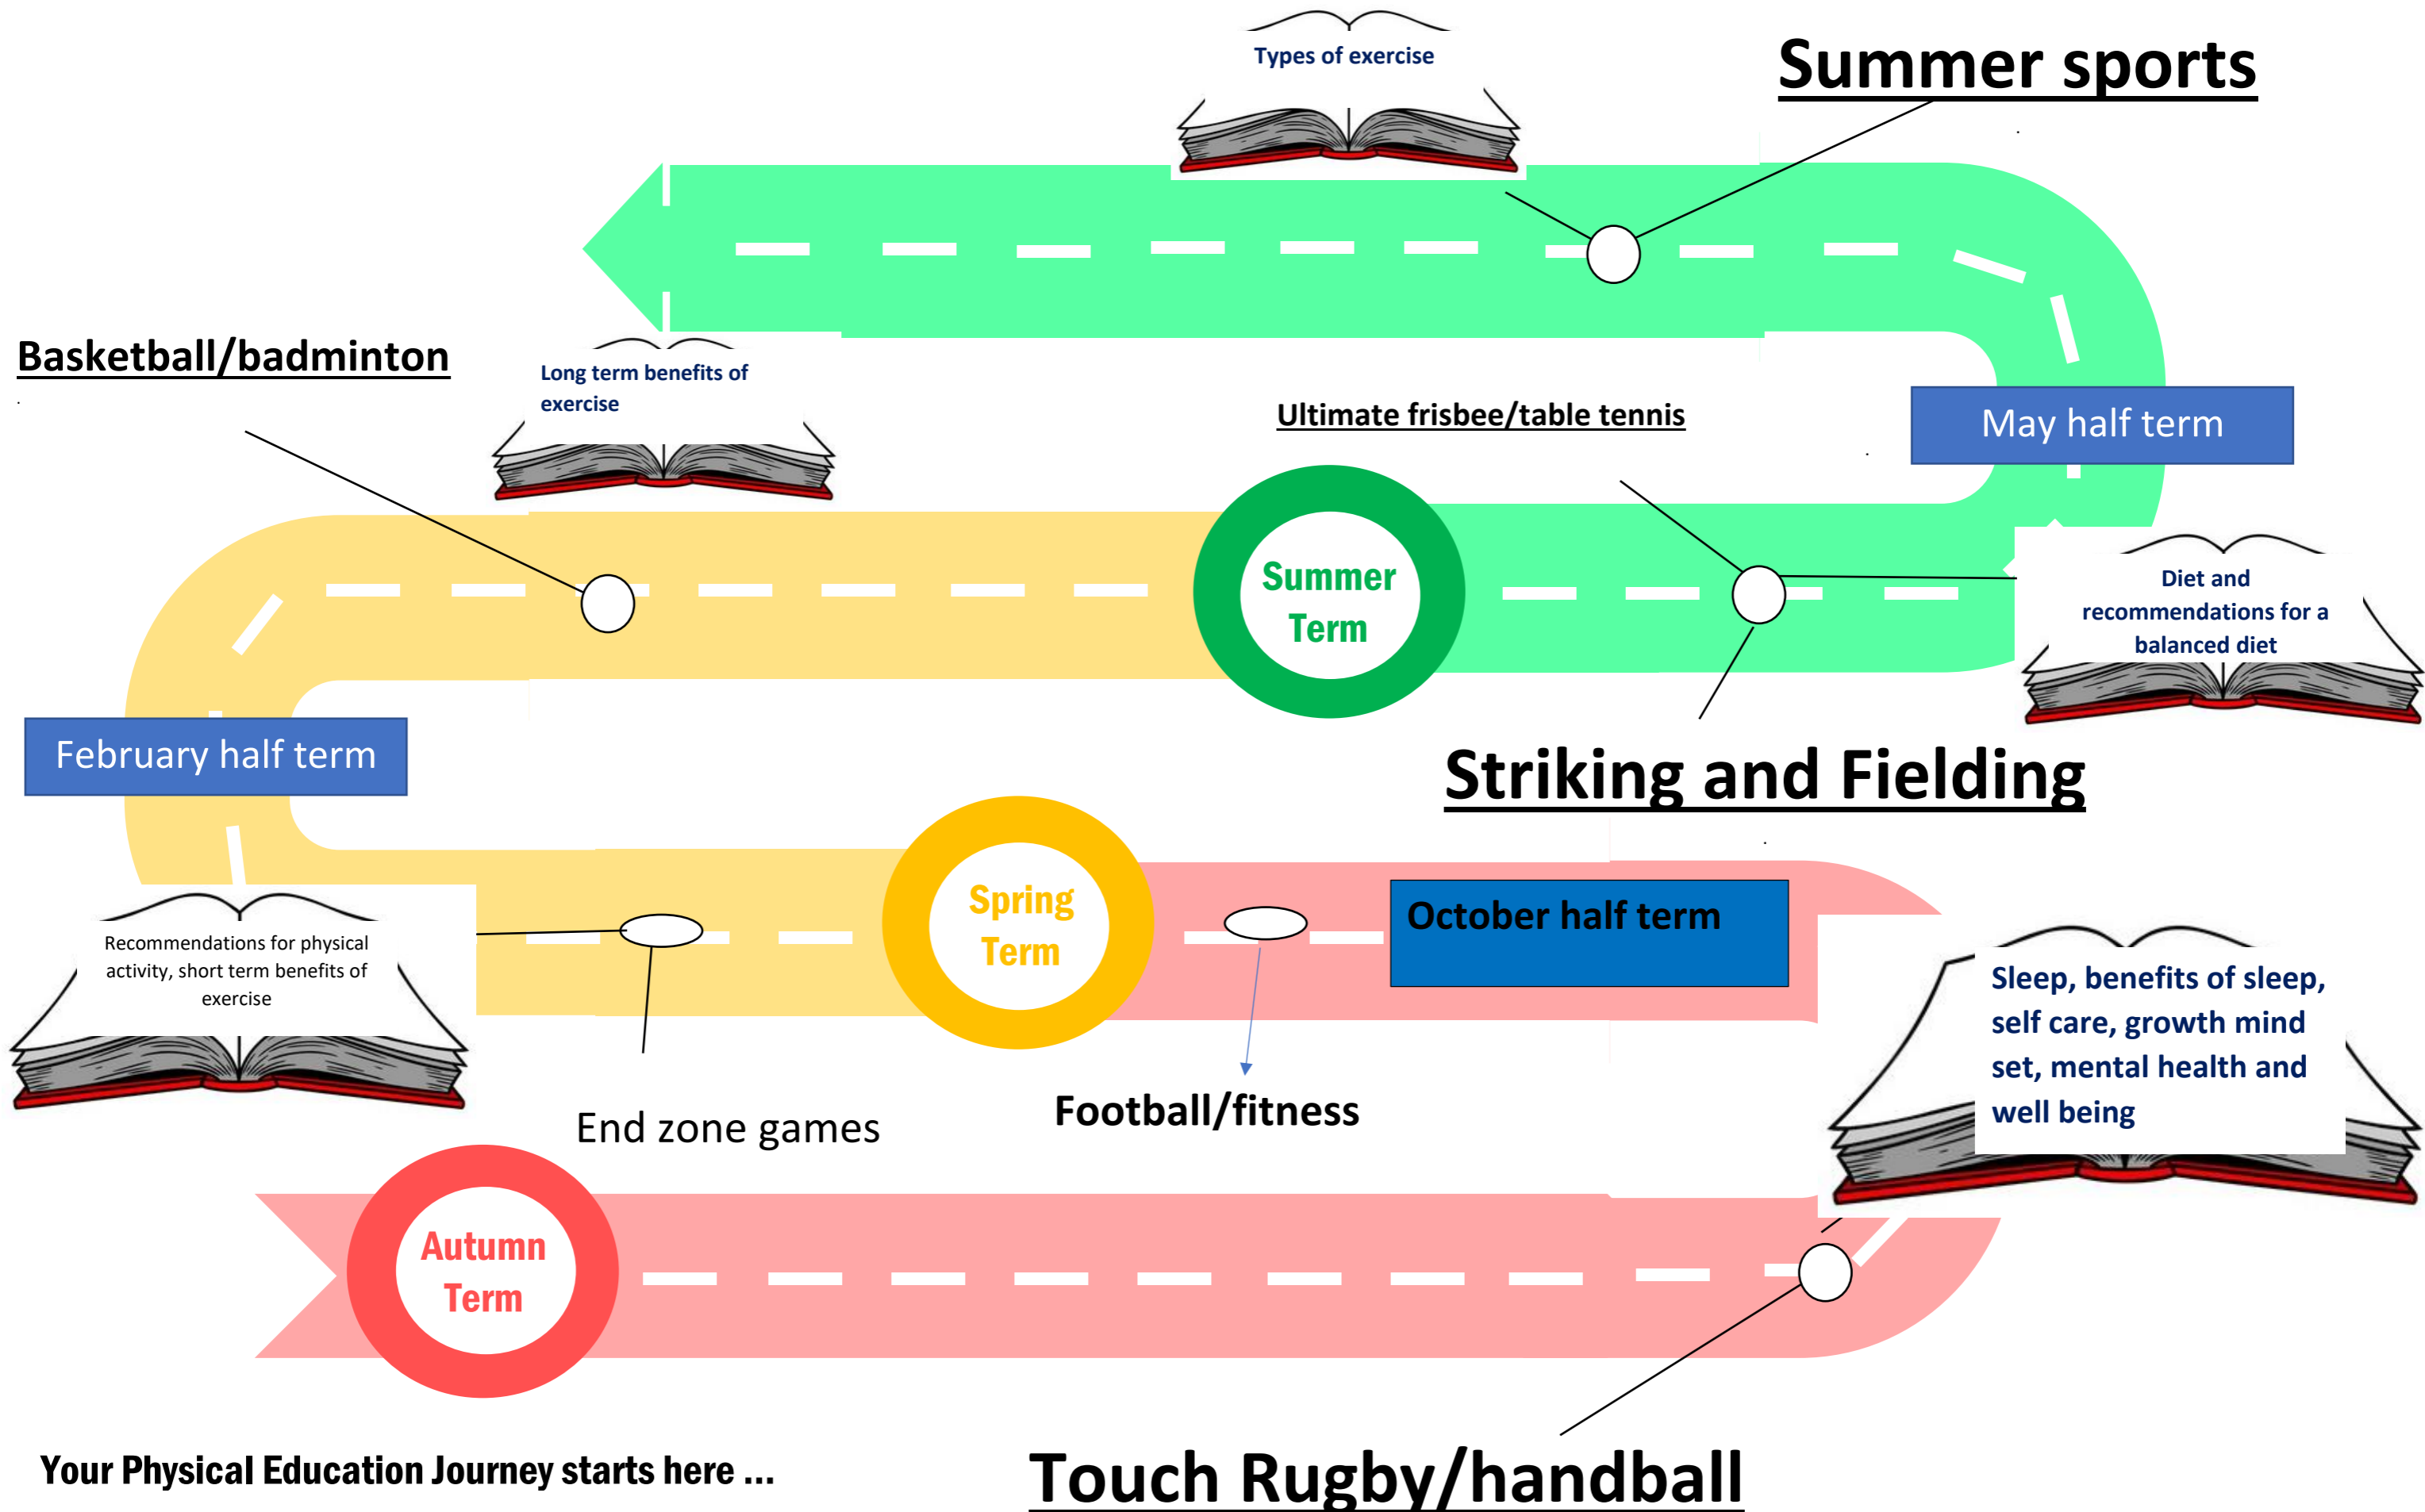 Types of exercise
Summer sports
Basketball/badminton
Long term benefits of
exercise
Ultimate frisbee/table tennis
May half term
Summer
Term
Diet and
recommendations for a
balanced diet
February half term
Striking and Fielding
Spring
Term
October half term
Recommendations for physical
activity, short term benefits of
exercise
Sleep, benefits of sleep,
self care, growth mind
set, mental health and
well being
End zone games
Football/fitness
Autumn
Term
Your Physical Education Journey starts here ...
Touch Rugby/handball